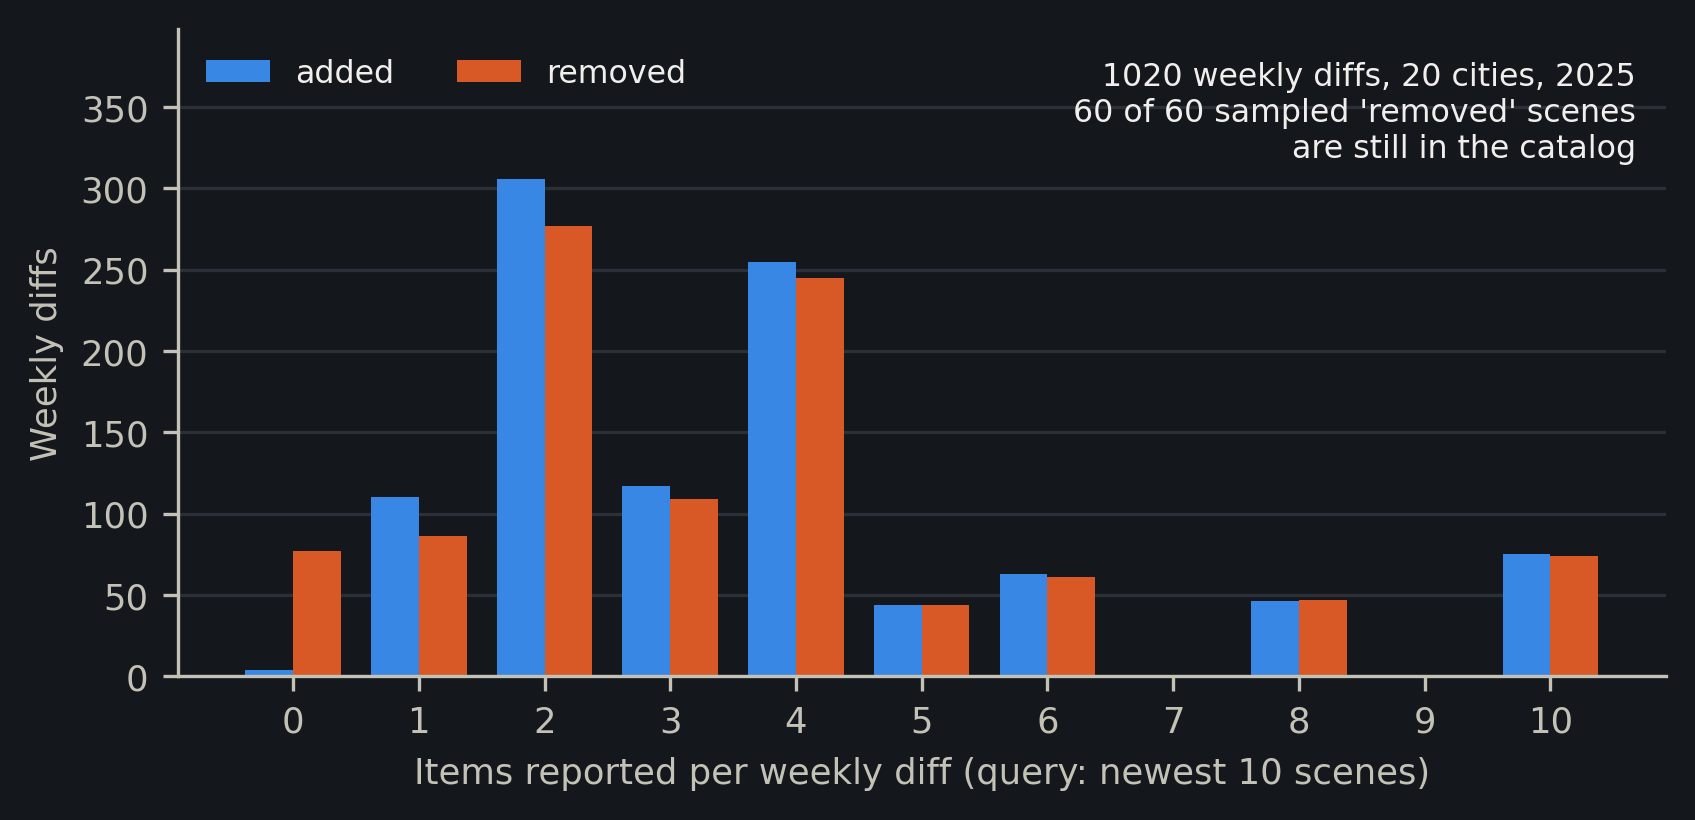 added
removed
1020 weekly diffs, 20 cities, 2025
60 of 60 sampled 'removed' scenes
are still in the catalog
350
300
250
200
150
100
50
0
Weekly diffs
0 1 2 3 4 5 6 7 8 9 10
Items reported per weekly diff (query: newest 10 scenes)